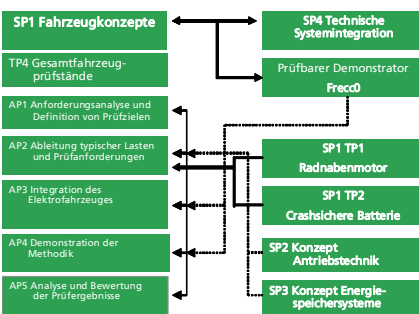 SP1 Fahrzeugkonzepte
TP4 Gesamtfahrzeug-
prüfstände
AP1 Anforderungsanalyse und
Definition von Prüfzielen
AP2 Ableitung typischer Lasten
und Prüfanforderungen
AP3 Integration des
Elektrofahrzeuges
AP4 Demonstration der
Methodik
AP5 Analyse und Bewertung
der Prüfergebnisse
SP4 Technische
Systemintegration
Prüfbarer Demonstrator
Frecc0
SP1 TP1
Radnabenmotor
SP1 TP2
Crashsichere Batterie
SP2 Konzept
Antriebstechnik
SP3 Konzept Energie-
speichersysteme